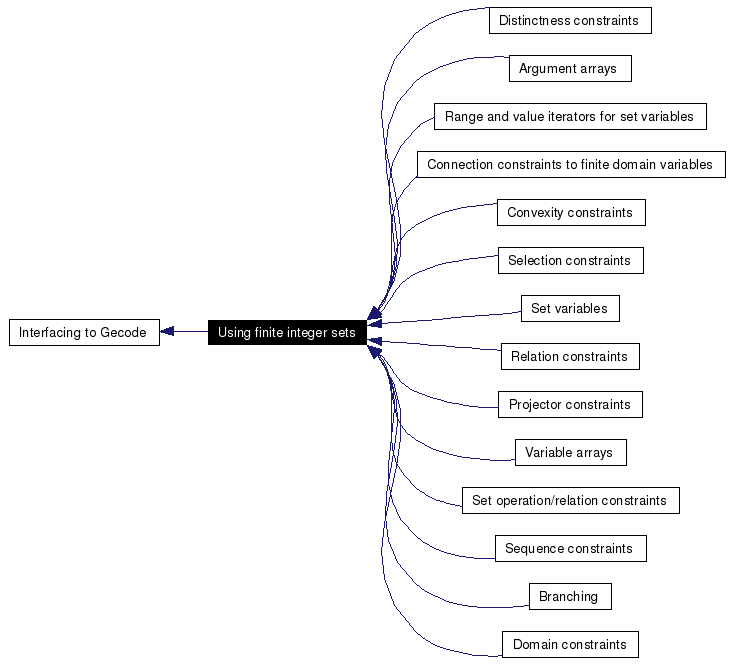 Distinctness constraints
Argument arrays
Range and value iterators for set variables
Connection constraints to finite domain variables
Convexity constraints
Selection constraints
Set variables
Interfacing to Gecode
Using finite integer sets
Relation constraints
Projector constraints
Variable arrays
Set operation/relation constraints
Sequence constraints
Branching
Domain constraints